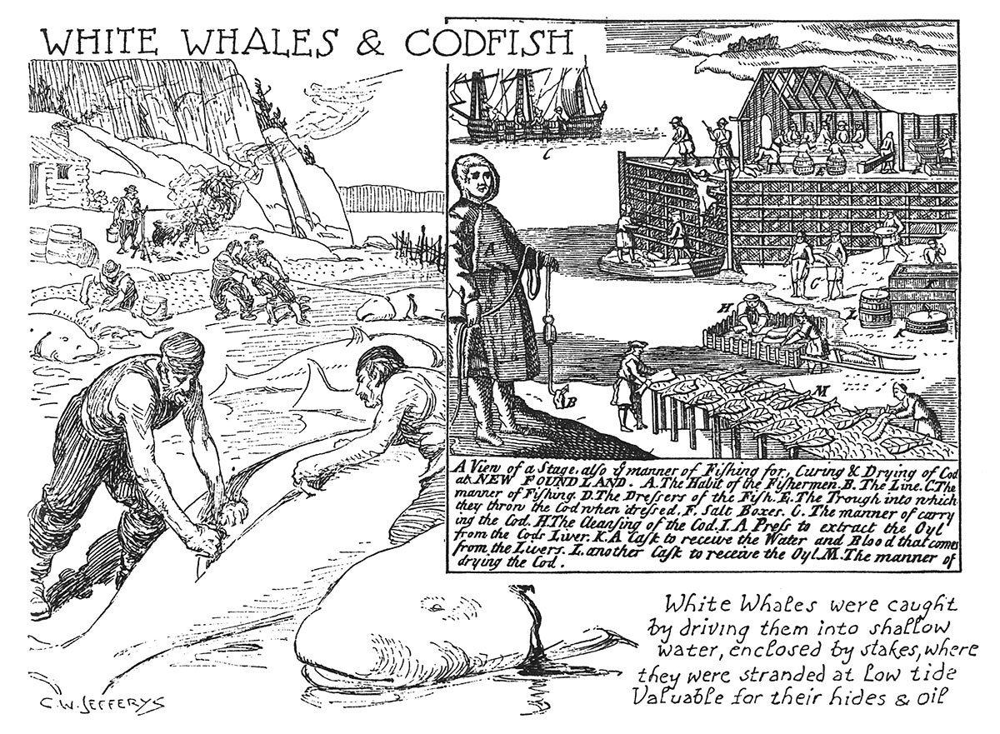 WHITE WHALES & CODFISH
C
E
G
H
L
K
M
A
B
A View of a Stage. also yͤ manner of Fiſhing for, Curing & Drying of Cod
at NEW FOUND LAND. A. The Habit of the Fiſhermen. B. The Line. C. The
manner of Fiſhing. D. The Dreſsers of the Fiſh. E. The Trough into which
they throw the Cod when dreſsed. F. Salt Boxes. G. The manner of carry
ing the Cod. H. The Cleanſing of the Cod. I. A Preſs to extract the Oyl
from the Cods Liver. K. A Caſk to receive the Water and Blood that comes
from the Livers. L. another Caſk to receive the Oyl. M. The manner of
drying the Cod.
White Whales were caught
by driving them into shallow
water, enclosed by stakes, where
they were stranded at low tide
Valuable for their hides & oil
C.W. JEFFERYS